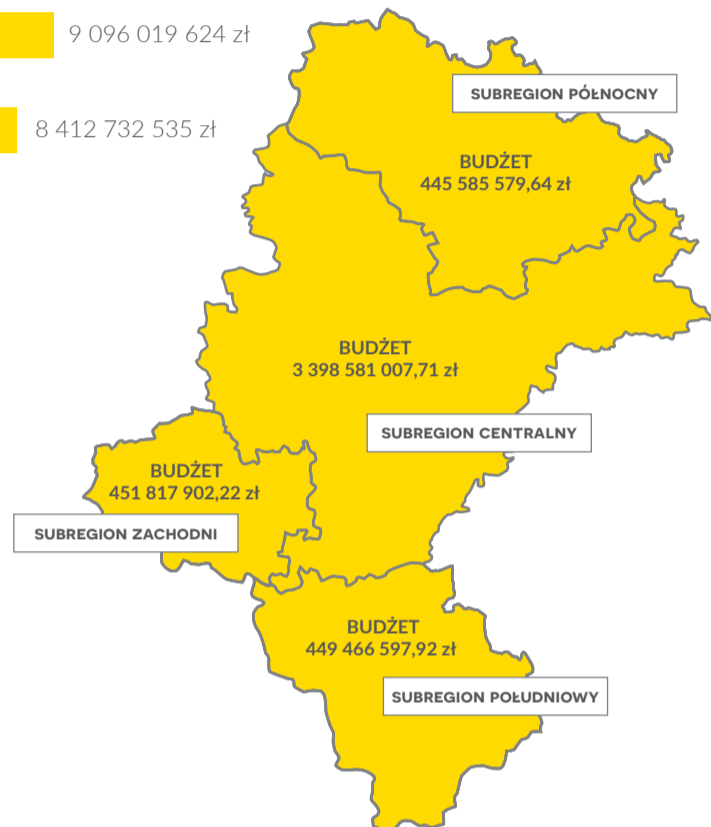 9 096 019 624 zł
8 412 732 535 zł
SUBREGION PÓŁNOCNY
BUDŻET
445 585 579,64 zł
BUDŻET
3 398 581 007,71 zł
SUBREGION CENTRALNY
BUDŻET
451 817 902,22 zł
SUBREGION ZACHODNI
BUDŻET
449 466 597,92 zł
SUBREGION POŁUDNIOWY